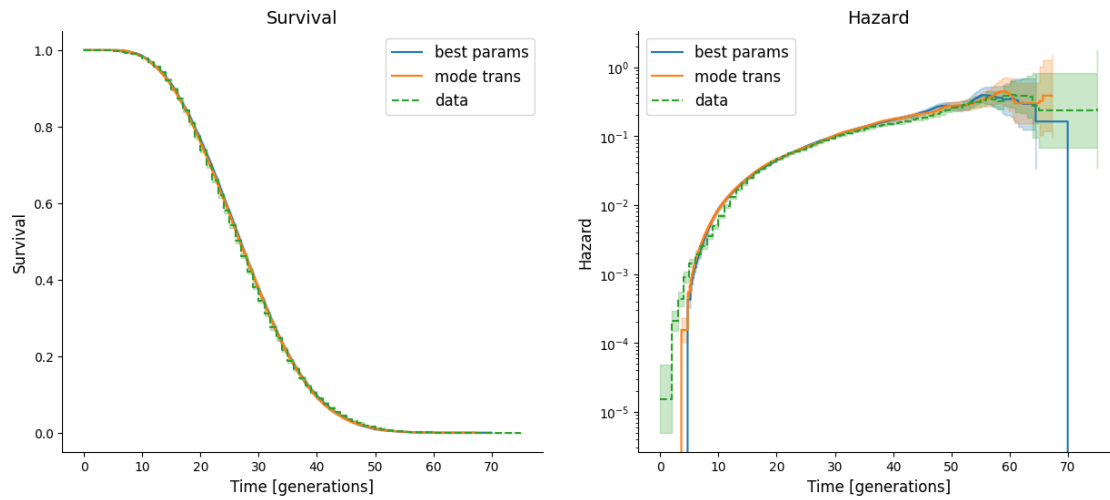 Survival
best params
mode trans
data
1.0
0.8
0.6
0.4
0.2
0.0
Survival
0
10
20
30
40
50
60
70
Time [generations]
Hazard
best params
mode trans
data
10⁰
10⁻¹
10⁻²
10⁻³
10⁻⁴
10⁻⁵
Hazard
0
10
20
30
40
50
60
70
Time [generations]